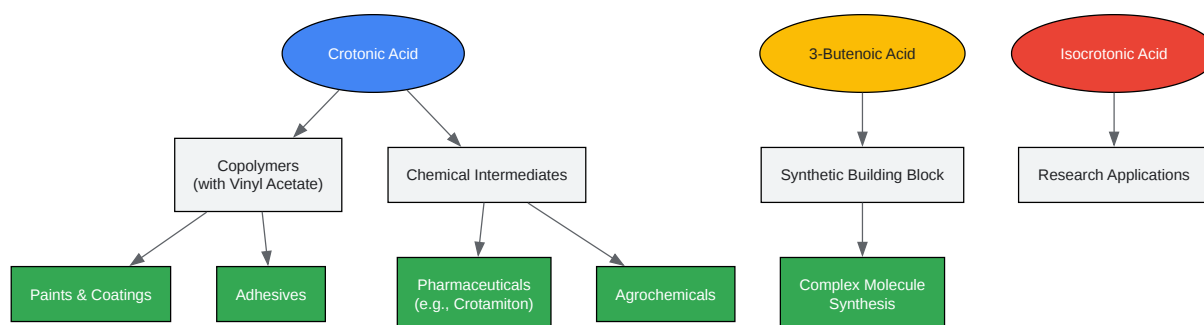 Crotonic Acid
3-Butenoic Acid
Isocrotonic Acid
Copolymers
(with Vinyl Acetate)
Chemical Intermediates
Synthetic Building Block
Research Applications
Paints & Coatings
Adhesives
Pharmaceuticals
(e.g., Crotamiton)
Agrochemicals
Complex Molecule
Synthesis